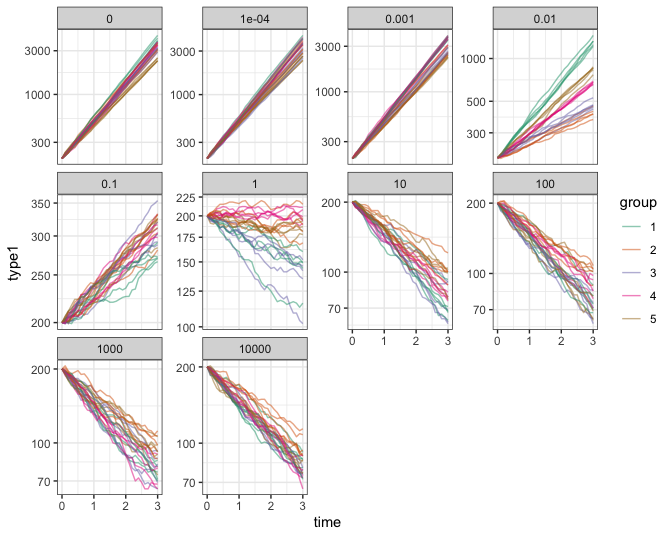 0 1e-04 0.001 0.01
3000 3000 3000 1000
1000 1000 1000 500
300 300 300 300
0.1 1 10 100
350 225 200 200
300 200 100 100
250 175 70 70
200 150
125
100
0 1 2 3 0 1 2 3
type1
group
1
2
3
4
5
1000 10000
200 200
100 100
70 70
0 1 2 3 0 1 2 3
time